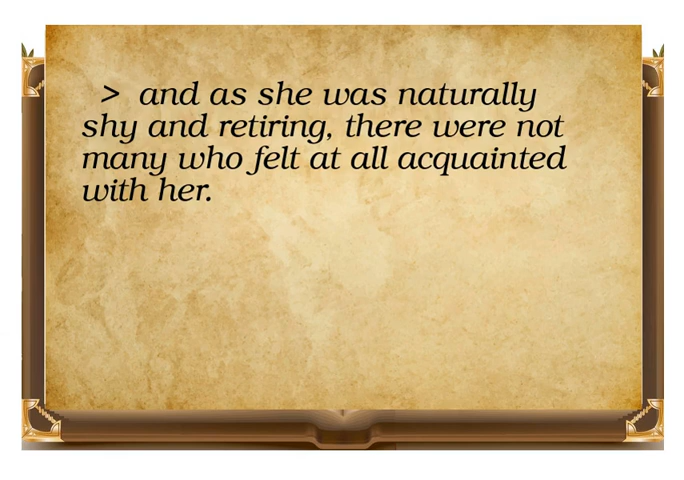 > and as she was naturally
shy and retiring, there were not
many who felt at all acquainted
with her.